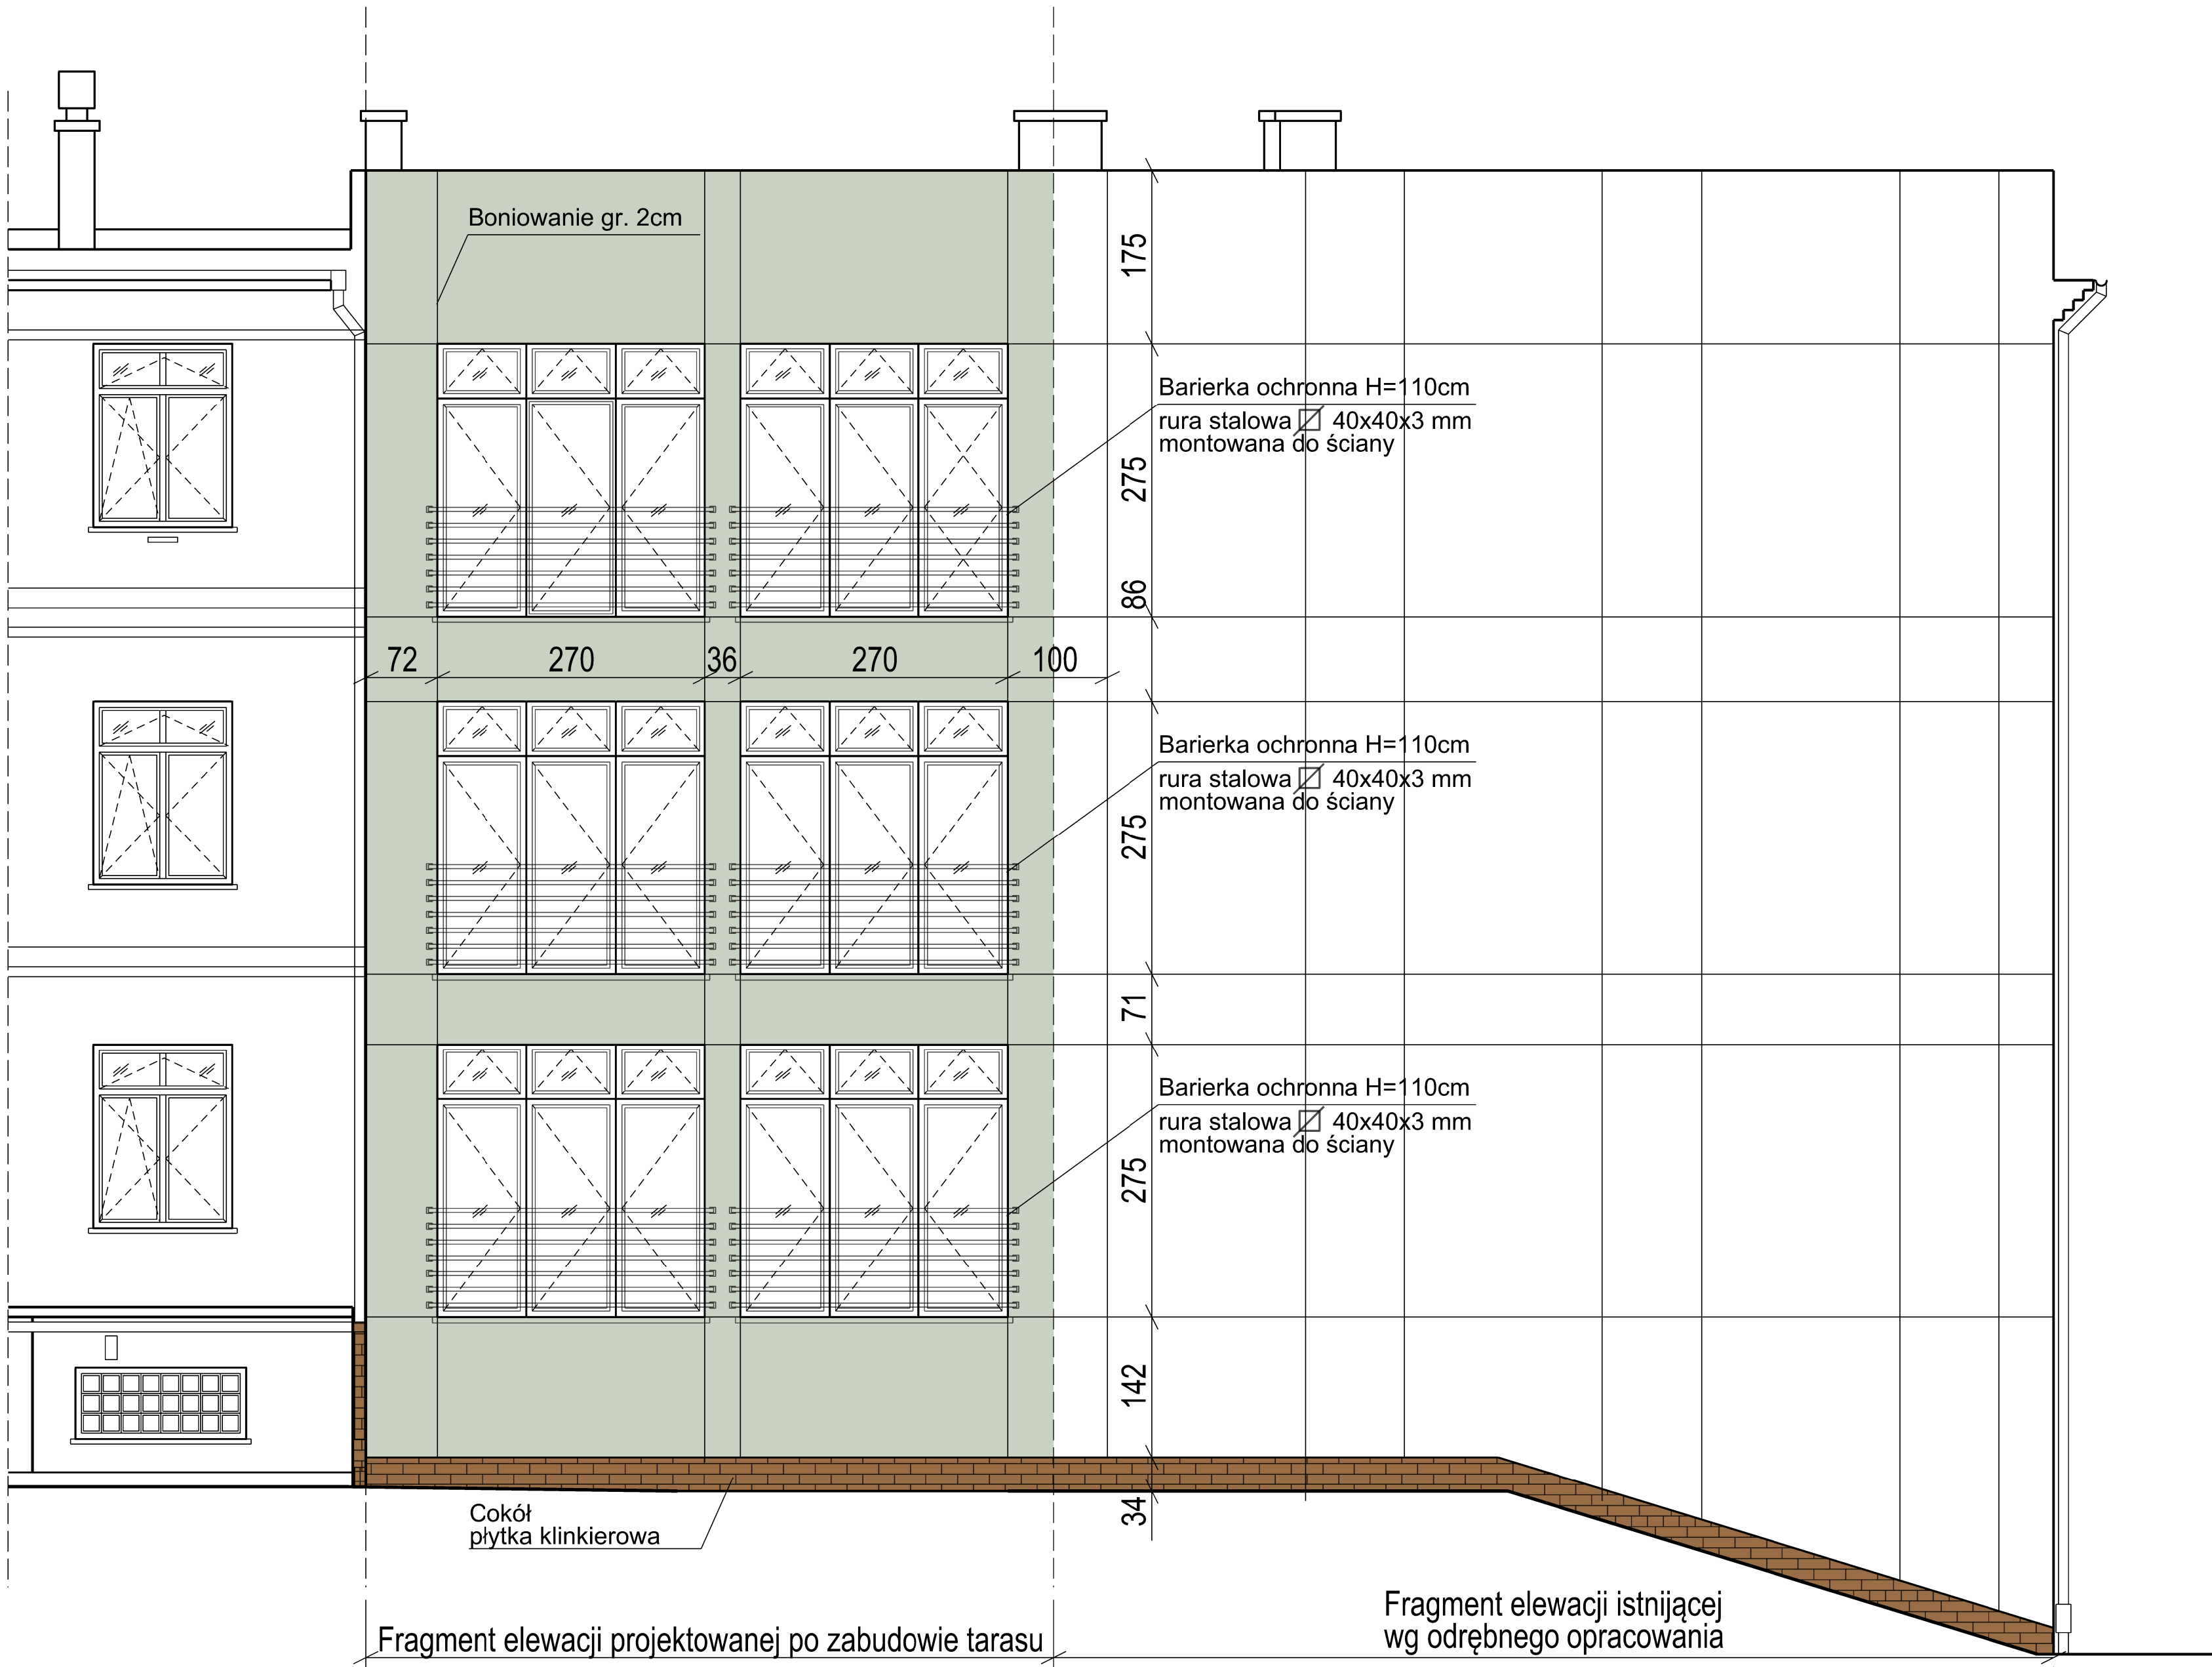 Boniowanie gr. 2cm
175
Barierka ochronna H=110cm
rura stalowa 40x40x3 mm
montowana do ściany
275
86
72 270 36 270 100
Barierka ochronna H=110cm
rura stalowa 40x40x3 mm
montowana do ściany
275
71
Barierka ochronna H=110cm
rura stalowa 40x40x3 mm
montowana do ściany
275
142
34
Cokół
płytka klinkierowa
Fragment elewacji projektowanej po zabudowie tarasu
Fragment elewacji istnijącej
wg odrębnego opracowania